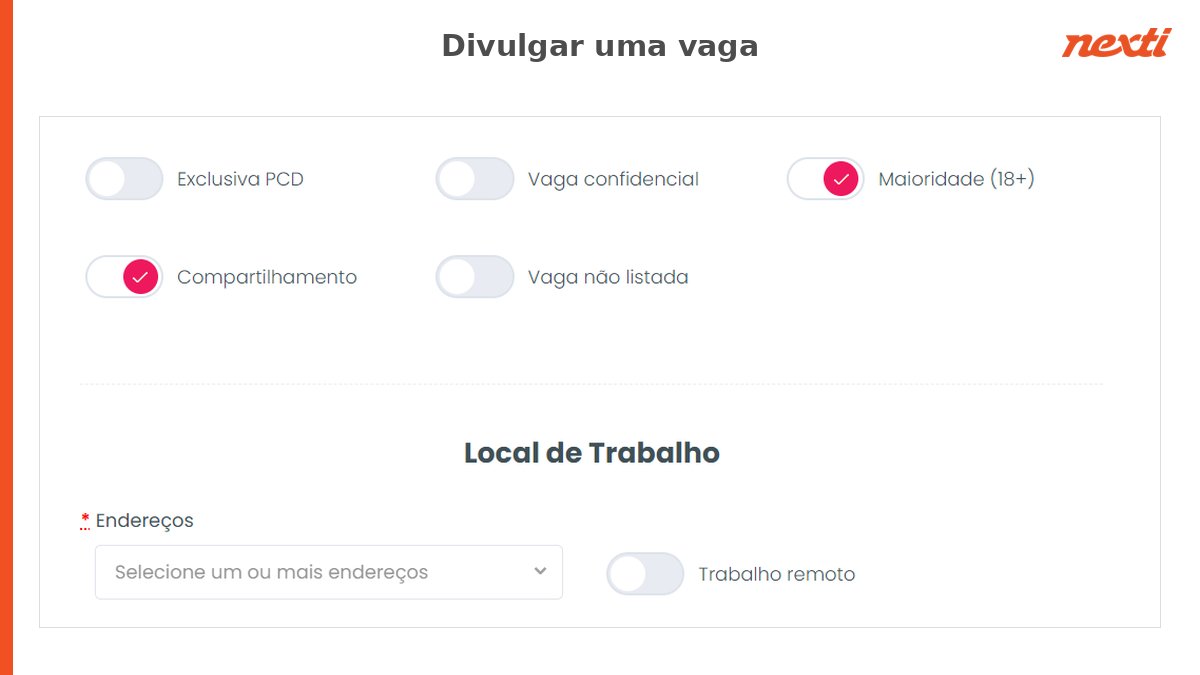 Divulgar uma vaga
nexti
Exclusiva PCD
Vaga confidencial
Maioridade (18+)
Compartilhamento
Vaga não listada
Local de Trabalho
* Endereços
Selecione um ou mais endereços
Trabalho remoto